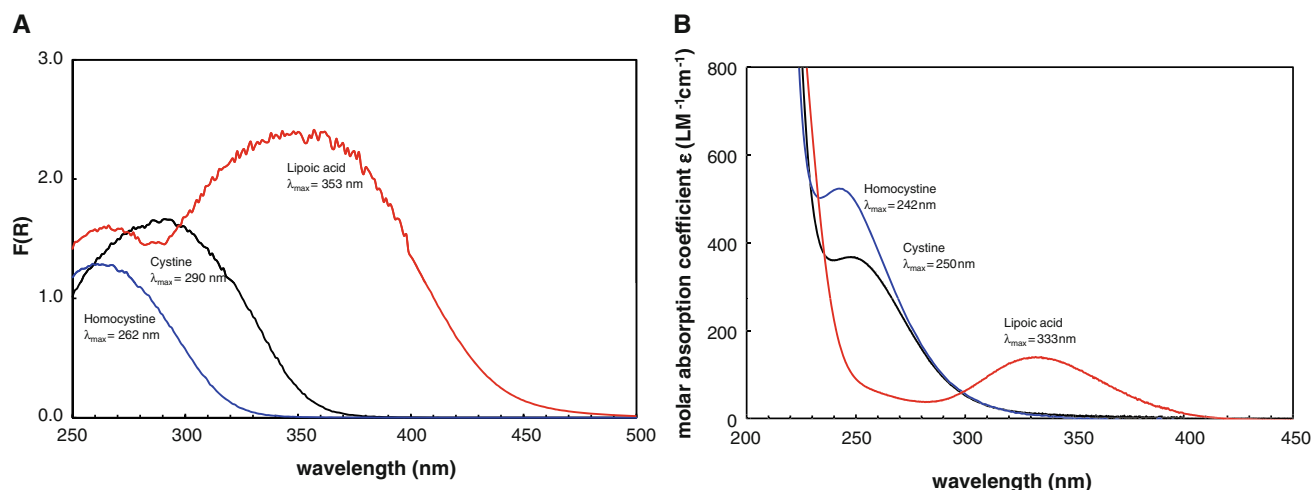 A
3.0
2.0
1.0
0.0
F(R)
Lipoic acid
λmax = 353 nm
Cystine
λmax = 290 nm
Homocystine
λmax = 262 nm
250
300
350
400
450
500
wavelength (nm)
B
800
600
400
200
0
molar absorption coefficient ε (LM⁻¹cm⁻¹)
Homocystine
λmax = 242nm
Cystine
λmax = 250nm
Lipoic acid
λmax = 333nm
200
250
300
350
400
450
wavelength (nm)